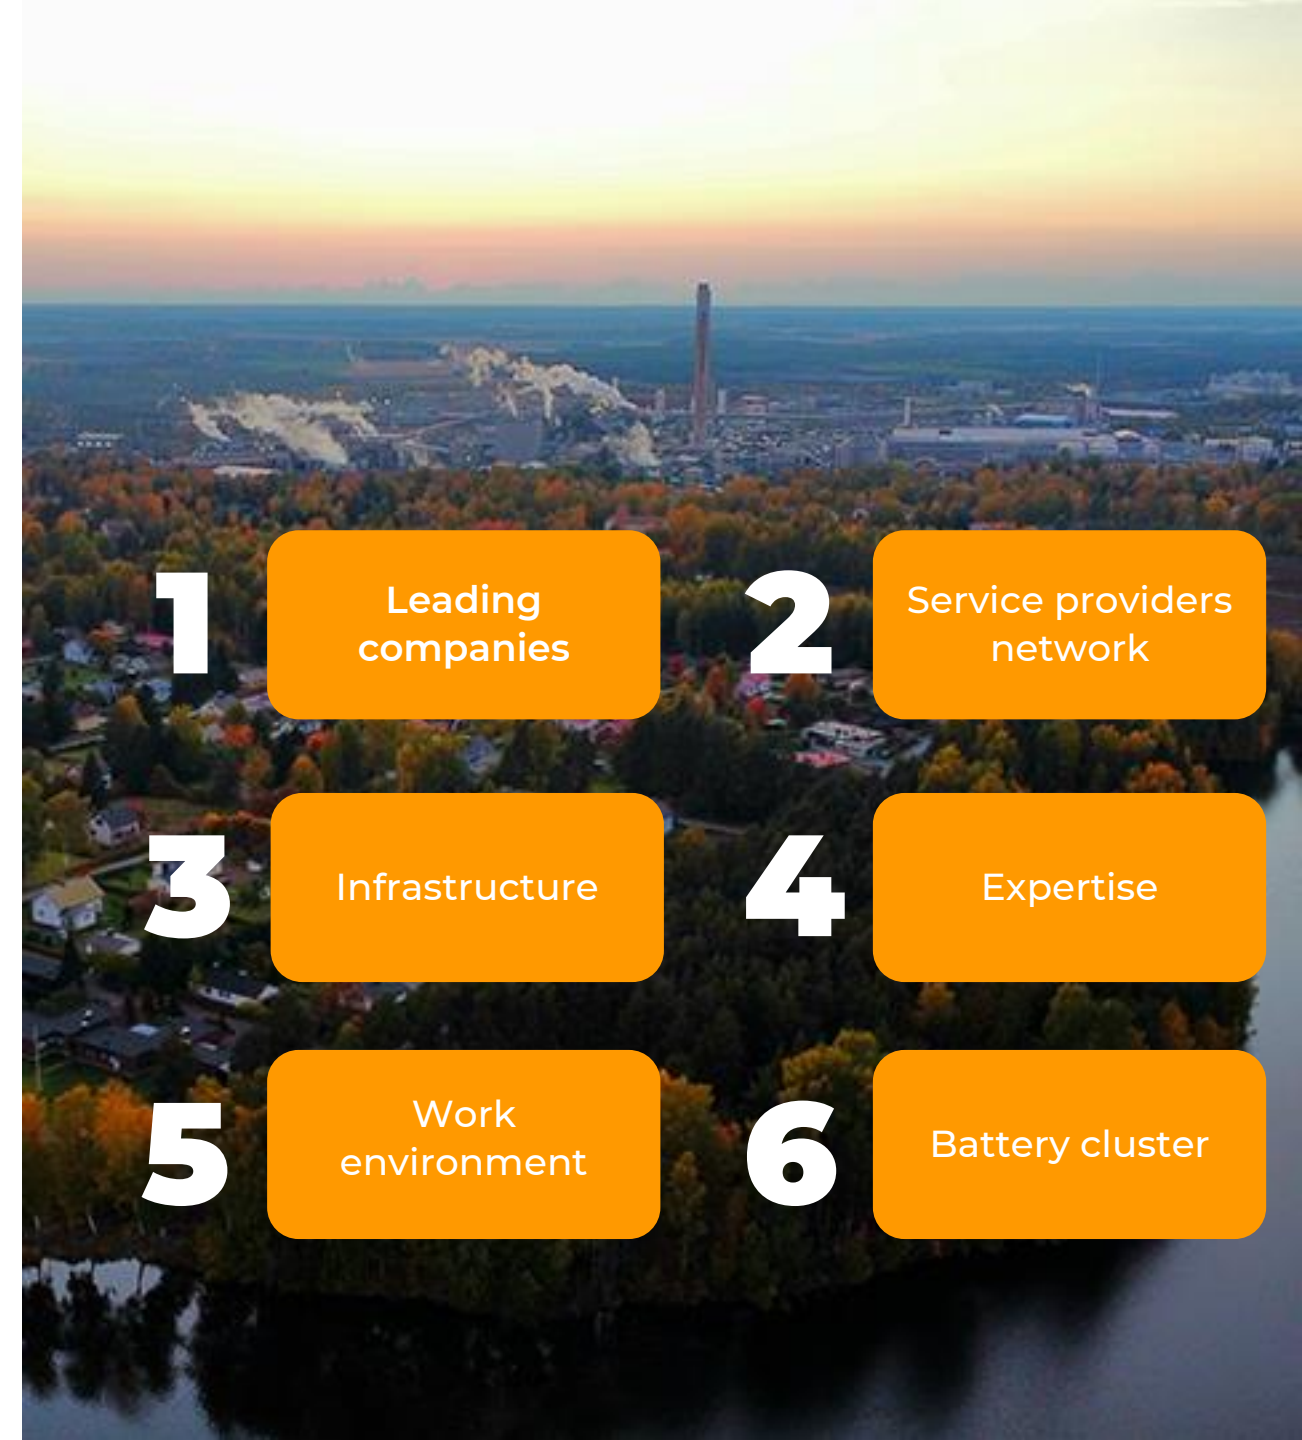 1
Leading
companies
2
Service providers
network
3
Infrastructure
4
Expertise
5
Work
environment
6
Battery cluster